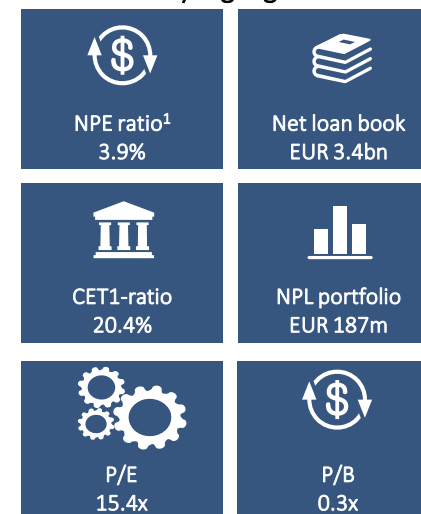 NPE ratio1
3.9%
Net loan book
EUR 3.4bn
CET1-ratio
20.4%
NPL portfolio
EUR 187m
P/E
15.4x
P/B
0.3x